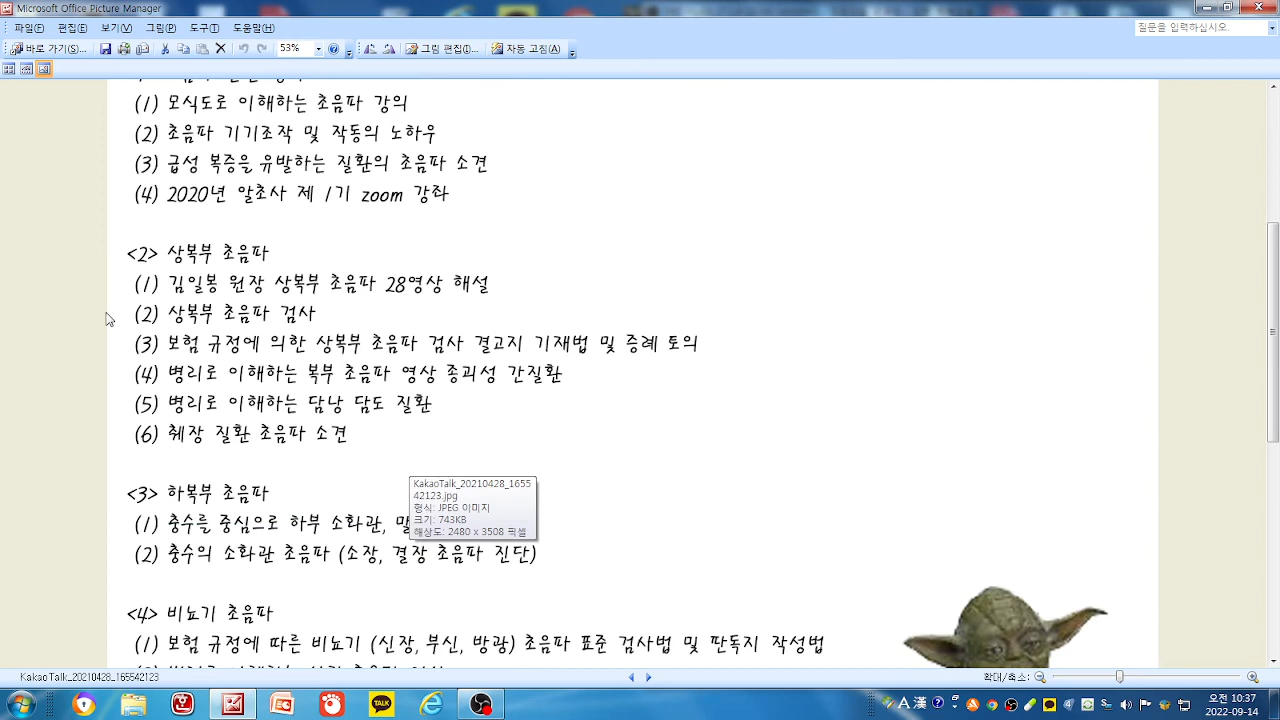 Microsoft Office Picture Manager
파일(F) 편집(E) 보기(V) 그림(P) 도구(T) 도움말(H)
질문을 입력하십시오.
바로 가기(S)... 53% 그림 편집(I)... 자동 고침(A)
(1) 모식도로 이해하는 초음파 강의
(2) 초음파 기기조작 및 작동의 노하우
(3) 급성 복증을 유발하는 질환의 초음파 소견
(4) 2020년 알초사 제 1기 zoom 강좌
<2> 상복부 초음파
(1) 김일봉 원장 상복부 초음파 28영상 해설
(2) 상복부 초음파 검사
(3) 보험 규정에 의한 상복부 초음파 검사 결고지 기재법 및 증례 토의
(4) 병리로 이해하는 복부 초음파 영상 종괴성 간질환
(5) 병리로 이해하는 담낭 담도 질환
(6) 췌장 질환 초음파 소견
<3> 하복부 초음파
(1) 충수를 중심으로 하부 소화관, 말
(2) 충수의 소화관 초음파 (소장, 결장 초음파 진단)
KakaoTalk_20210428_1655
42123.jpg
형식: JPEG 이미지
크기: 743KB
해상도: 2480 x 3508 픽셀
<4> 비뇨기 초음파
(1) 보험 규정에 따른 비뇨기 (신장, 부신, 방광) 초음파 표준 검사법 및 판독지 작성법
KakaoTalk_20210428_165542123
확대/축소:
TALK
A 漢
오전 10:37
2022-09-14